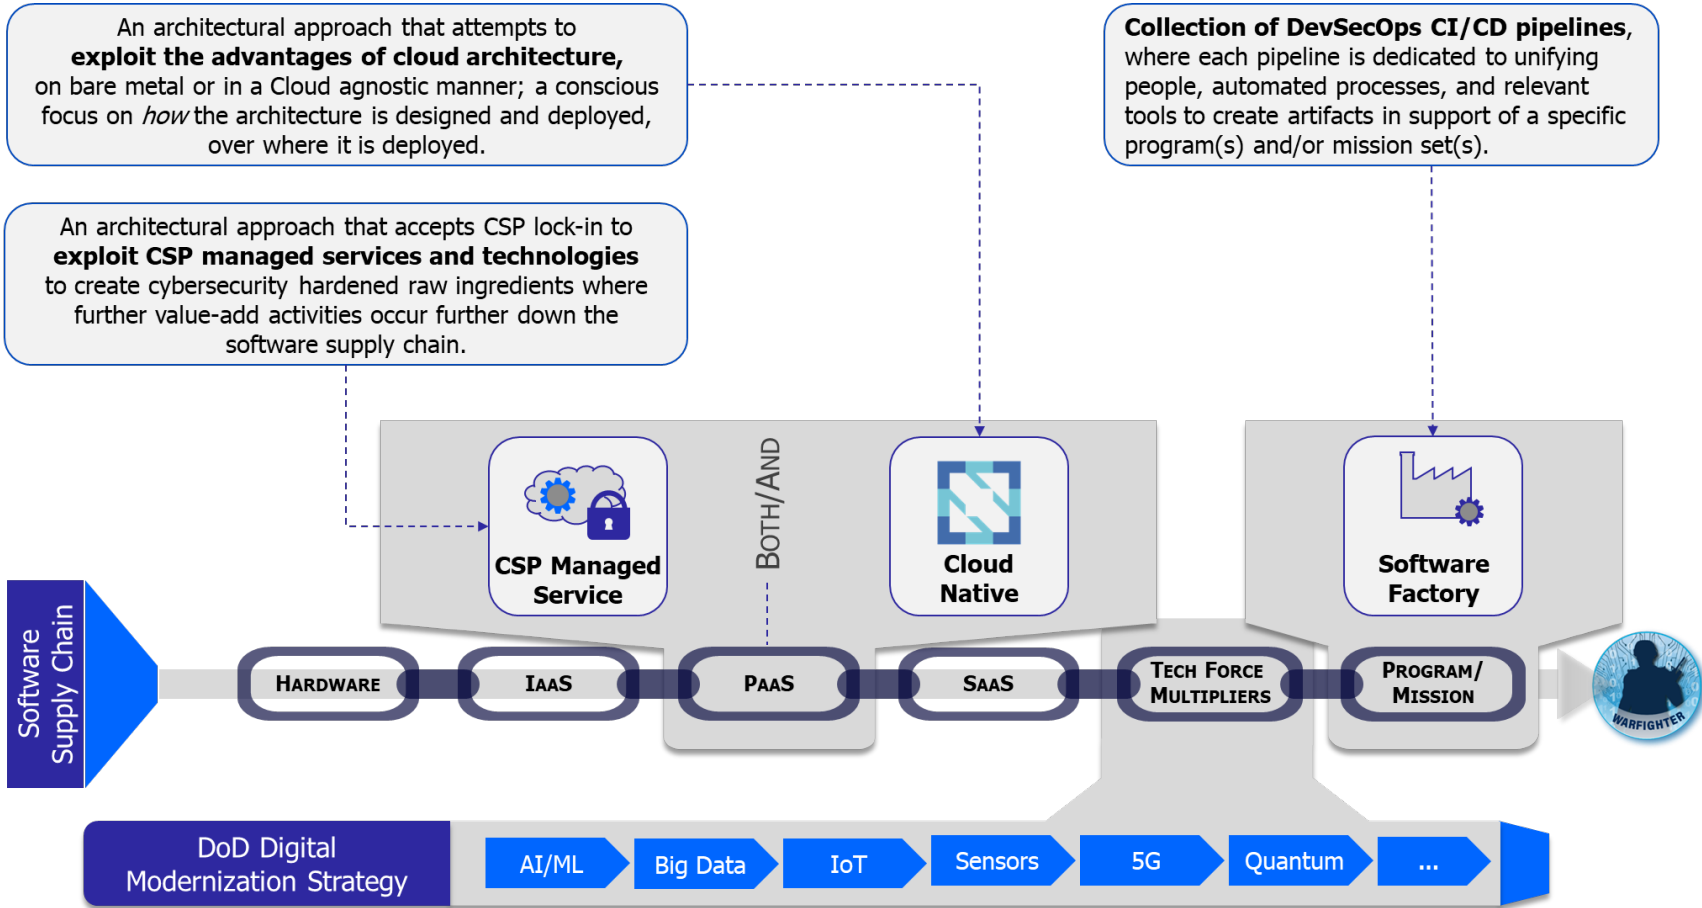 An architectural approach that attempts to
exploit the advantages of cloud architecture,
on bare metal or in a Cloud agnostic manner; a conscious
focus on how the architecture is designed and deployed,
over where it is deployed.
Collection of DevSecOps CI/CD pipelines,
where each pipeline is dedicated to unifying
people, automated processes, and relevant
tools to create artifacts in support of a specific
program(s) and/or mission set(s).
An architectural approach that accepts CSP lock-in to
exploit CSP managed services and technologies
to create cybersecurity hardened raw ingredients where
further value-add activities occur further down the
software supply chain.
CSP Managed
Service
BOTH/AND
Cloud
Native
Software
Factory
Software
Supply Chain
HARDWARE
IAAS
PAAS
SAAS
TECH FORCE
MULTIPLIERS
PROGRAM/
MISSION
WARFIGHTER
DoD Digital
Modernization Strategy
AI/ML
Big Data
IoT
Sensors
5G
Quantum
...